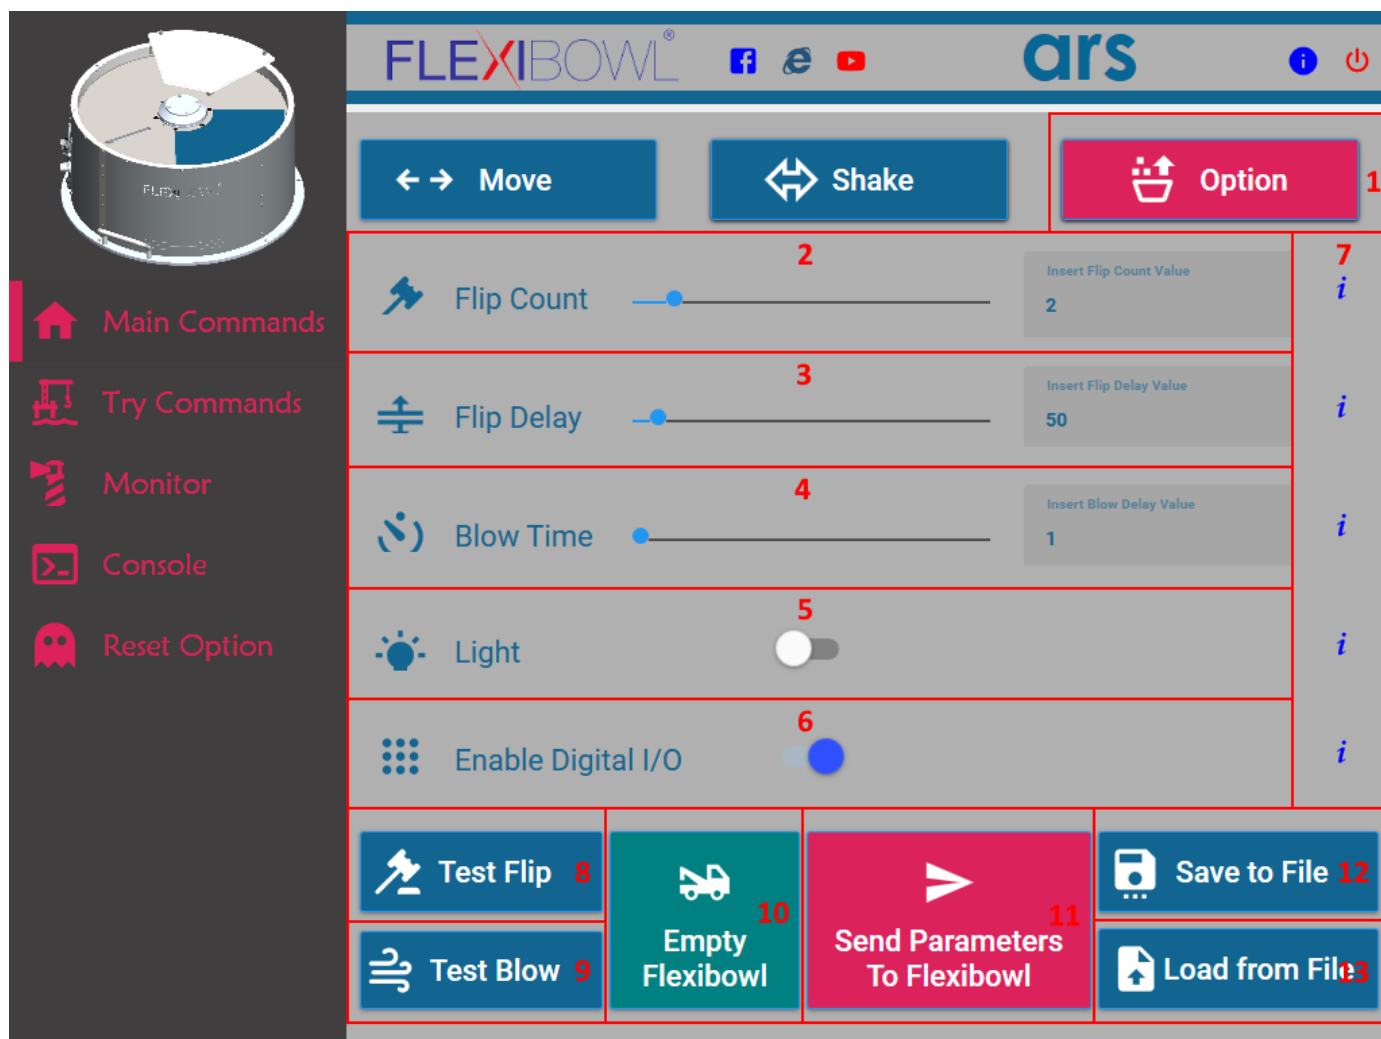 FLEXIBOWL®
ars
Move
Shake
Option
1
2
7
Flip Count
Insert Flip Count Value
2
i
3
Flip Delay
Insert Flip Delay Value
50
i
4
Blow Time
Insert Blow Delay Value
1
i
5
Light
i
6
Enable Digital I/O
i
Main Commands
Try Commands
Monitor
Console
Reset Option
Test Flip
8
Test Blow
9
10
Empty
Flexibowl
11
Send Parameters
To Flexibowl
Save to File
12
Load from File
13